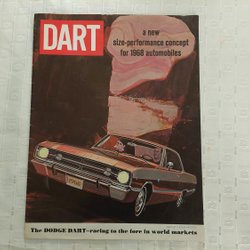 DART
a new
size-performance concept
for 1968 automobiles
The DODGE DART—racing to the fore in world markets